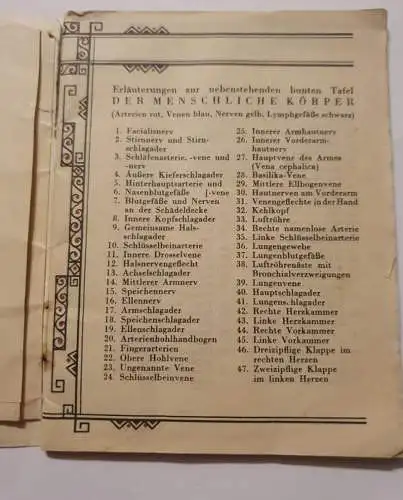 Erläuterungen zur nebenstehenden bunten Tafel
DER MENSCHLICHE KÖRPER
(Arterien rot, Venen blau, Nerven gelb, Lymphgefäße schwarz)
1. Facialisnerv
2. Stirnnerv und Stirn-
schlagader
3. Schläfenarterie, -vene und
-nerv
4. Äußere Kieferschlagader
5. Hinterhauptsarterie und
6. Nasenblutgefäße [-vene
7. Blutgefäße und Nerven
an der Schädeldecke
8. Innere Kopfschlagader
9. Gemeinsame Hals-
schlagader
10. Schlüsselbeinarterie
11. Innere Drosselvene
12. Halsnervengeflecht
13. Achselschlagader
14. Mittlerer Armnerv
15. Speichennerv
16. Ellennerv
17. Armschlagader
18. Speichenschlagader
19. Ellenschlagader
20. Arterienhohlhandbogen
21. Fingerarterien
22. Obere Hohlvene
23. Ungenannte Vene
24. Schlüsselbeinvene
25. Innerer Armhautnerv
26. Innerer Vorderarm-
hautnerv
27. Hauptvene des Armes
(Vena cephalica)
28. Basilika-Vene
29. Mittlere Ellbogenvene
30. Hautnerven am Vorderarm
31. Venengeflechte in der Hand
32. Kehlkopf
33. Luftröhre
34. Rechte namenlose Arterie
35. Linke Schlüsselbeinarterie
36. Lungengewebe
37. Lungenblutgefäße
38. Luftröhrenäste mit
Bronchialverzweigungen
39. Lungenvene
40. Hauptschlagader
41. Lungenschlagader
42. Rechte Herzkammer
43. Linke Herzkammer
44. Rechte Vorkammer
45. Linke Vorkammer
46. Dreizipflige Klappe im
rechten Herzen
47. Zweizipflige Klappe
im linken Herzen